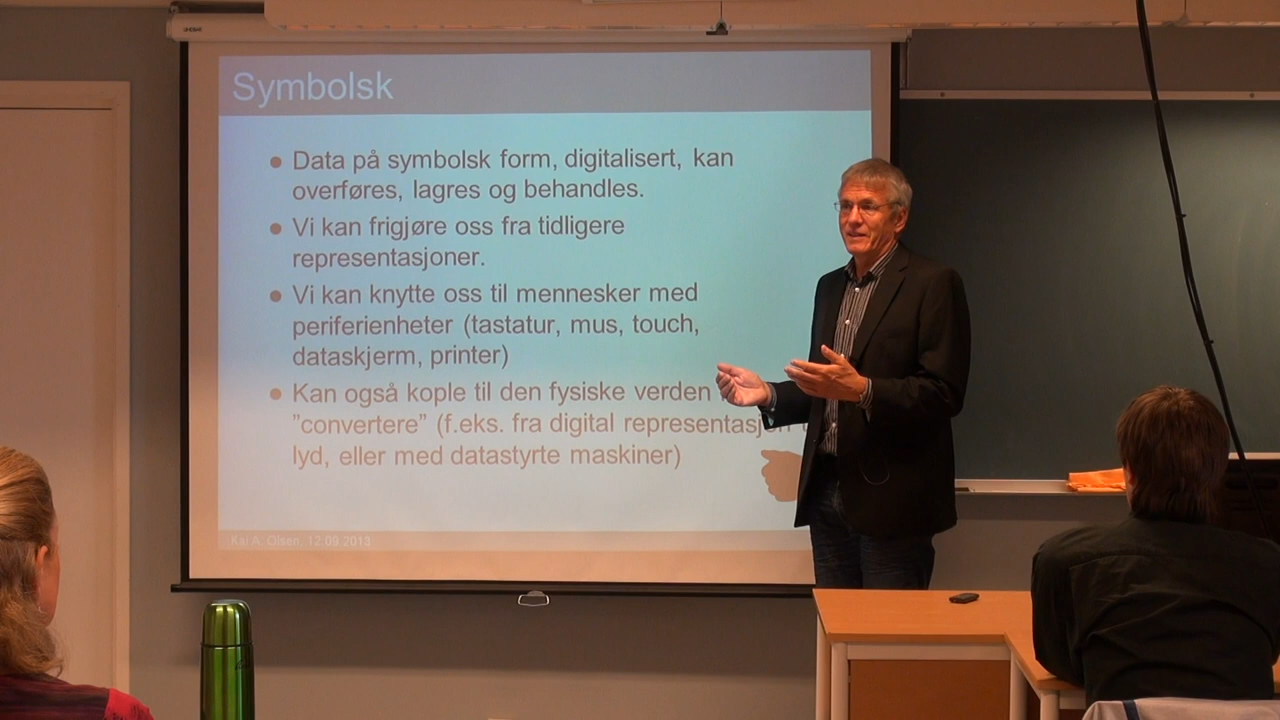 Symbolsk
● Data på symbolsk form, digitalisert, kan
overføres, lagres og behandles.
● Vi kan frigjøre oss fra tidligere
representasjoner.
● Vi kan knytte oss til mennesker med
periferienheter (tastatur, mus, touch,
dataskjerm, printer)
● Kan også kople til den fysiske verden
”convertere” (f.eks. fra digital representasjon
lyd, eller med datastyrte maskiner)
Kai A. Olsen, 12.09.2013